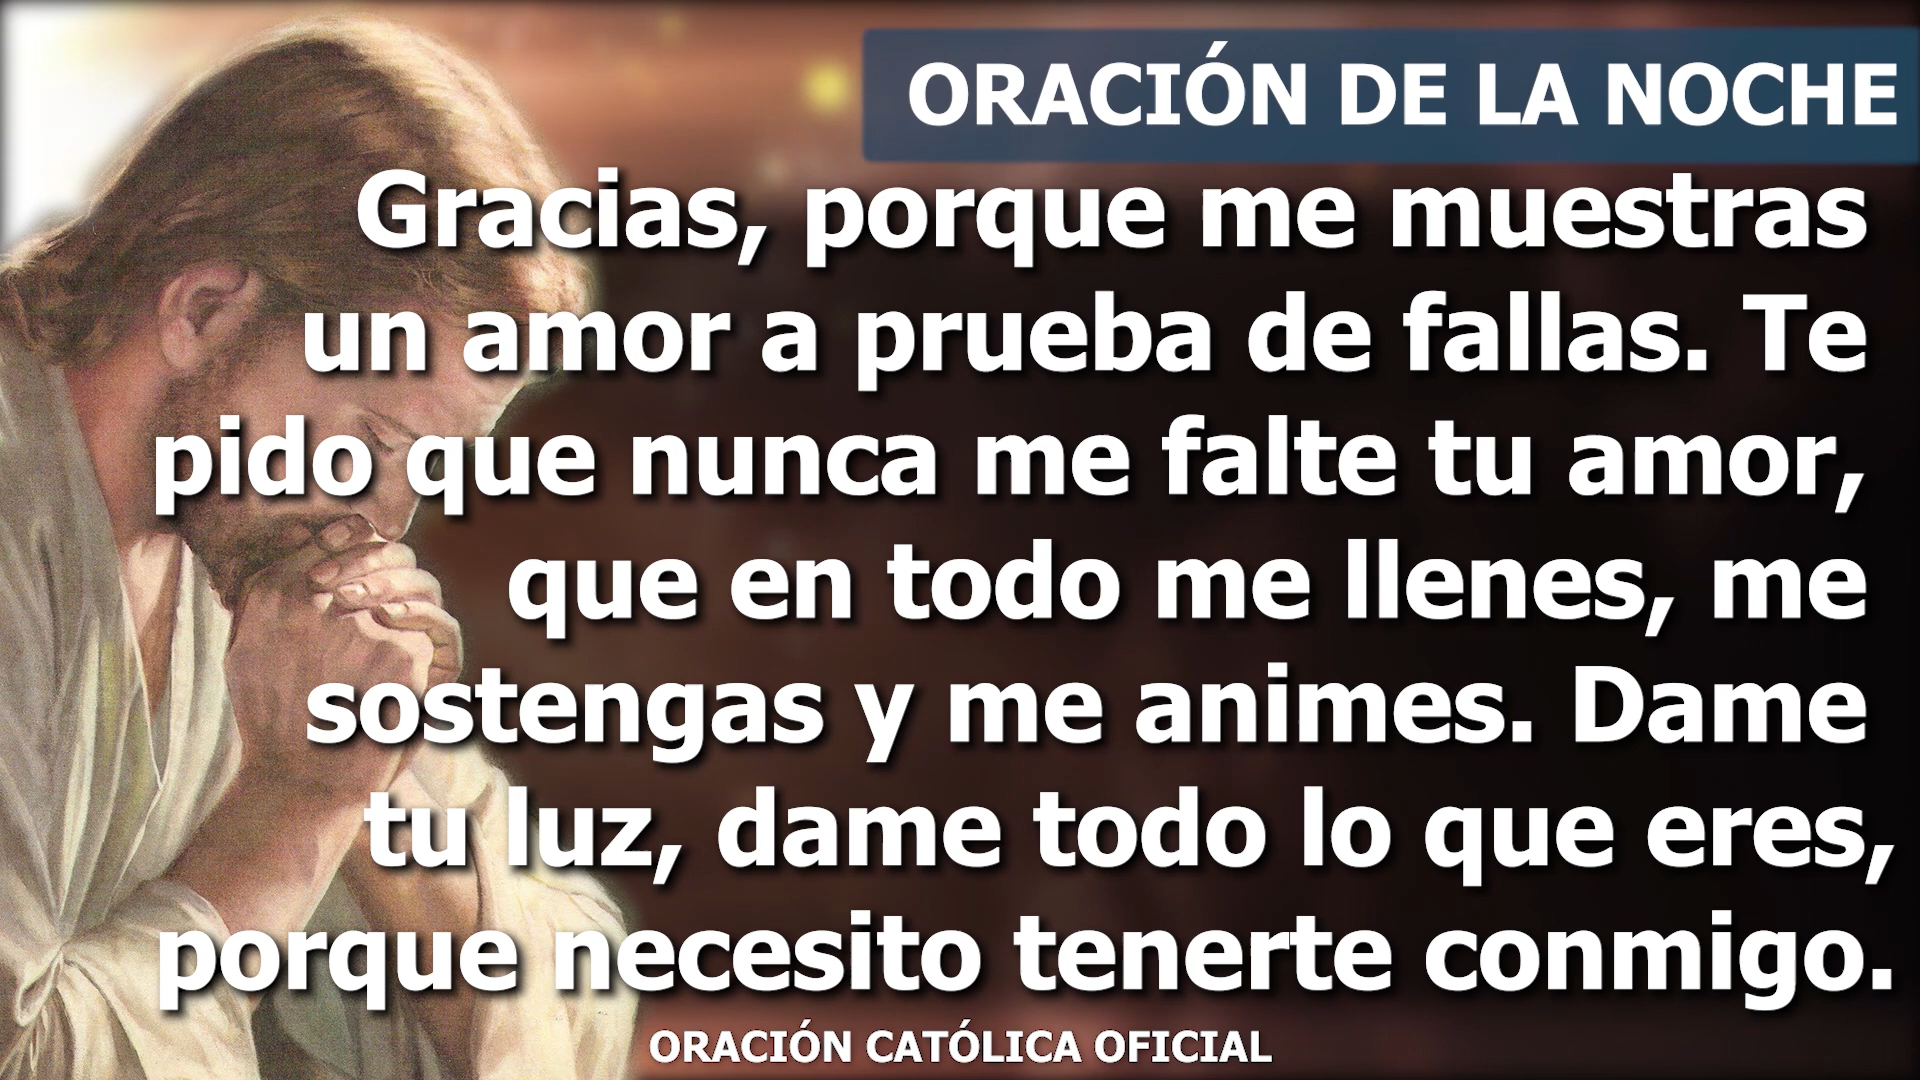 ORACIÓN DE LA NOCHE
Gracias, porque me muestras
un amor a prueba de fallas. Te
pido que nunca me falte tu amor,
que en todo me llenes, me
sostengas y me animes. Dame
tu luz, dame todo lo que eres,
porque necesito tenerte conmigo.
ORACIÓN CATÓLICA OFICIAL